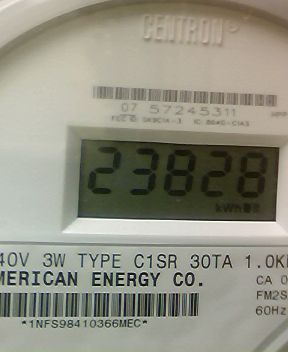 CENTRON
07 57245311
23828
kWh
40V 3W TYPE C1SR 30TA 1.0K
MERICAN ENERGY CO.
CA 0
FM2S
60Hz
*1NFS98410366MEC*